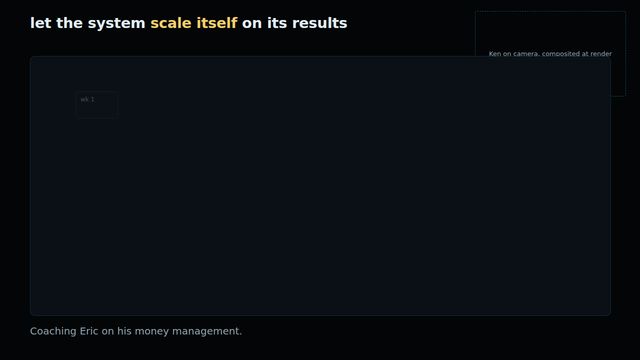 let the system scale itself on its results
Ken on camera, composited at render
wk 1
Coaching Eric on his money management.